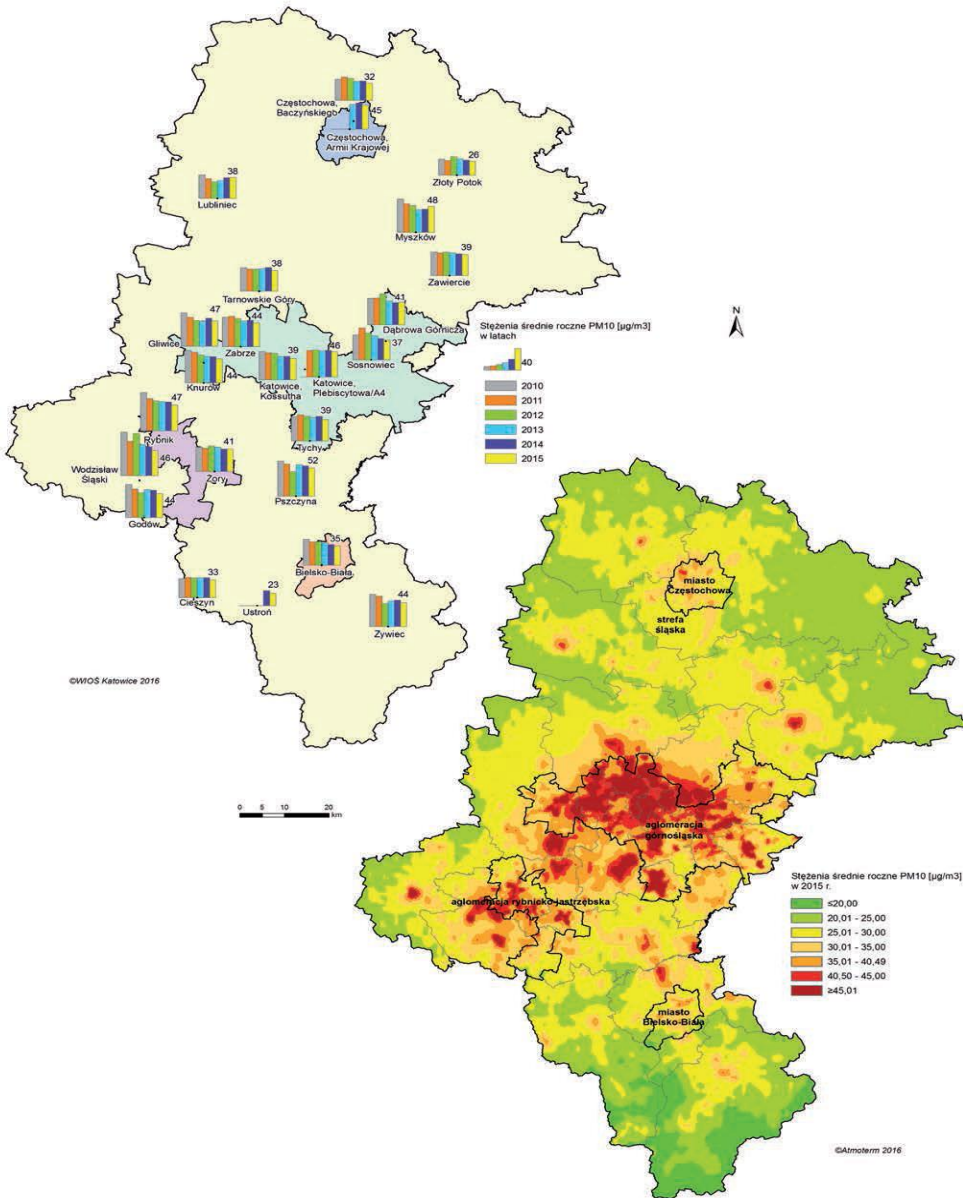 32
Częstochowa,
Baczyńskiego
45
Częstochowa,
Armii Krajowej
26
Złoty Potok
38
Lubliniec
48
Myszków
39
Zawiercie
38
Tarnowskie Góry
47
Gliwice
44
Zabrze
41
Dąbrowa Górnicza
37
Sosnowiec
44
Knurów
39
Katowice,
Kossutha
46
Katowice,
Plebiscytowa/A4
47
Rybnik
39
Tychy
46
Wodzisław
Śląski
41
Żory
52
Pszczyna
44
Godów
35
Bielsko-Biała
33
Cieszyn
23
Ustroń
44
Żywiec
©WIOŚ Katowice 2016
N
Stężenia średnie roczne PM10 [µg/m3]
w latach
40
2010
2011
2012
2013
2014
2015
0 5 10 20
km
miasto
Częstochowa
strefa
śląska
aglomeracja
górnośląska
aglomeracja rybnicko-jastrzębska
miasto
Bielsko-Biała
Stężenia średnie roczne PM10 [µg/m3]
w 2015 r.
≤20,00
20,01 - 25,00
25,01 - 30,00
30,01 - 35,00
35,01 - 40,49
40,50 - 45,00
≥45,01
©Atmoterm 2016